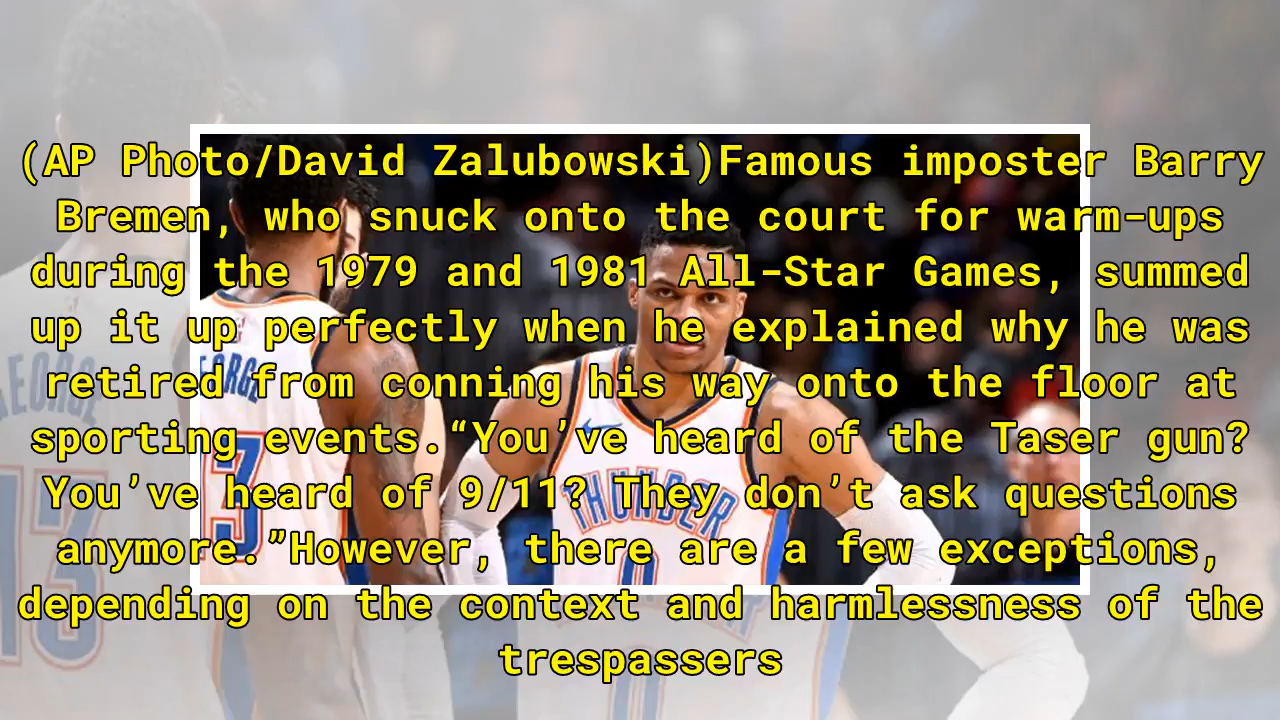 (AP Photo/David Zalubowski)Famous imposter Barry
Bremen, who snuck onto the court for warm-ups
during the 1979 and 1981 All-Star Games, summed
up it up perfectly when he explained why he was
retired from conning his way onto the floor at
sporting events.“You’ve heard of the Taser gun?
You’ve heard of 9/11? They don’t ask questions
anymore.”However, there are a few exceptions,
depending on the context and harmlessness of the
trespassers
GEORGE
13
THUNDER
0